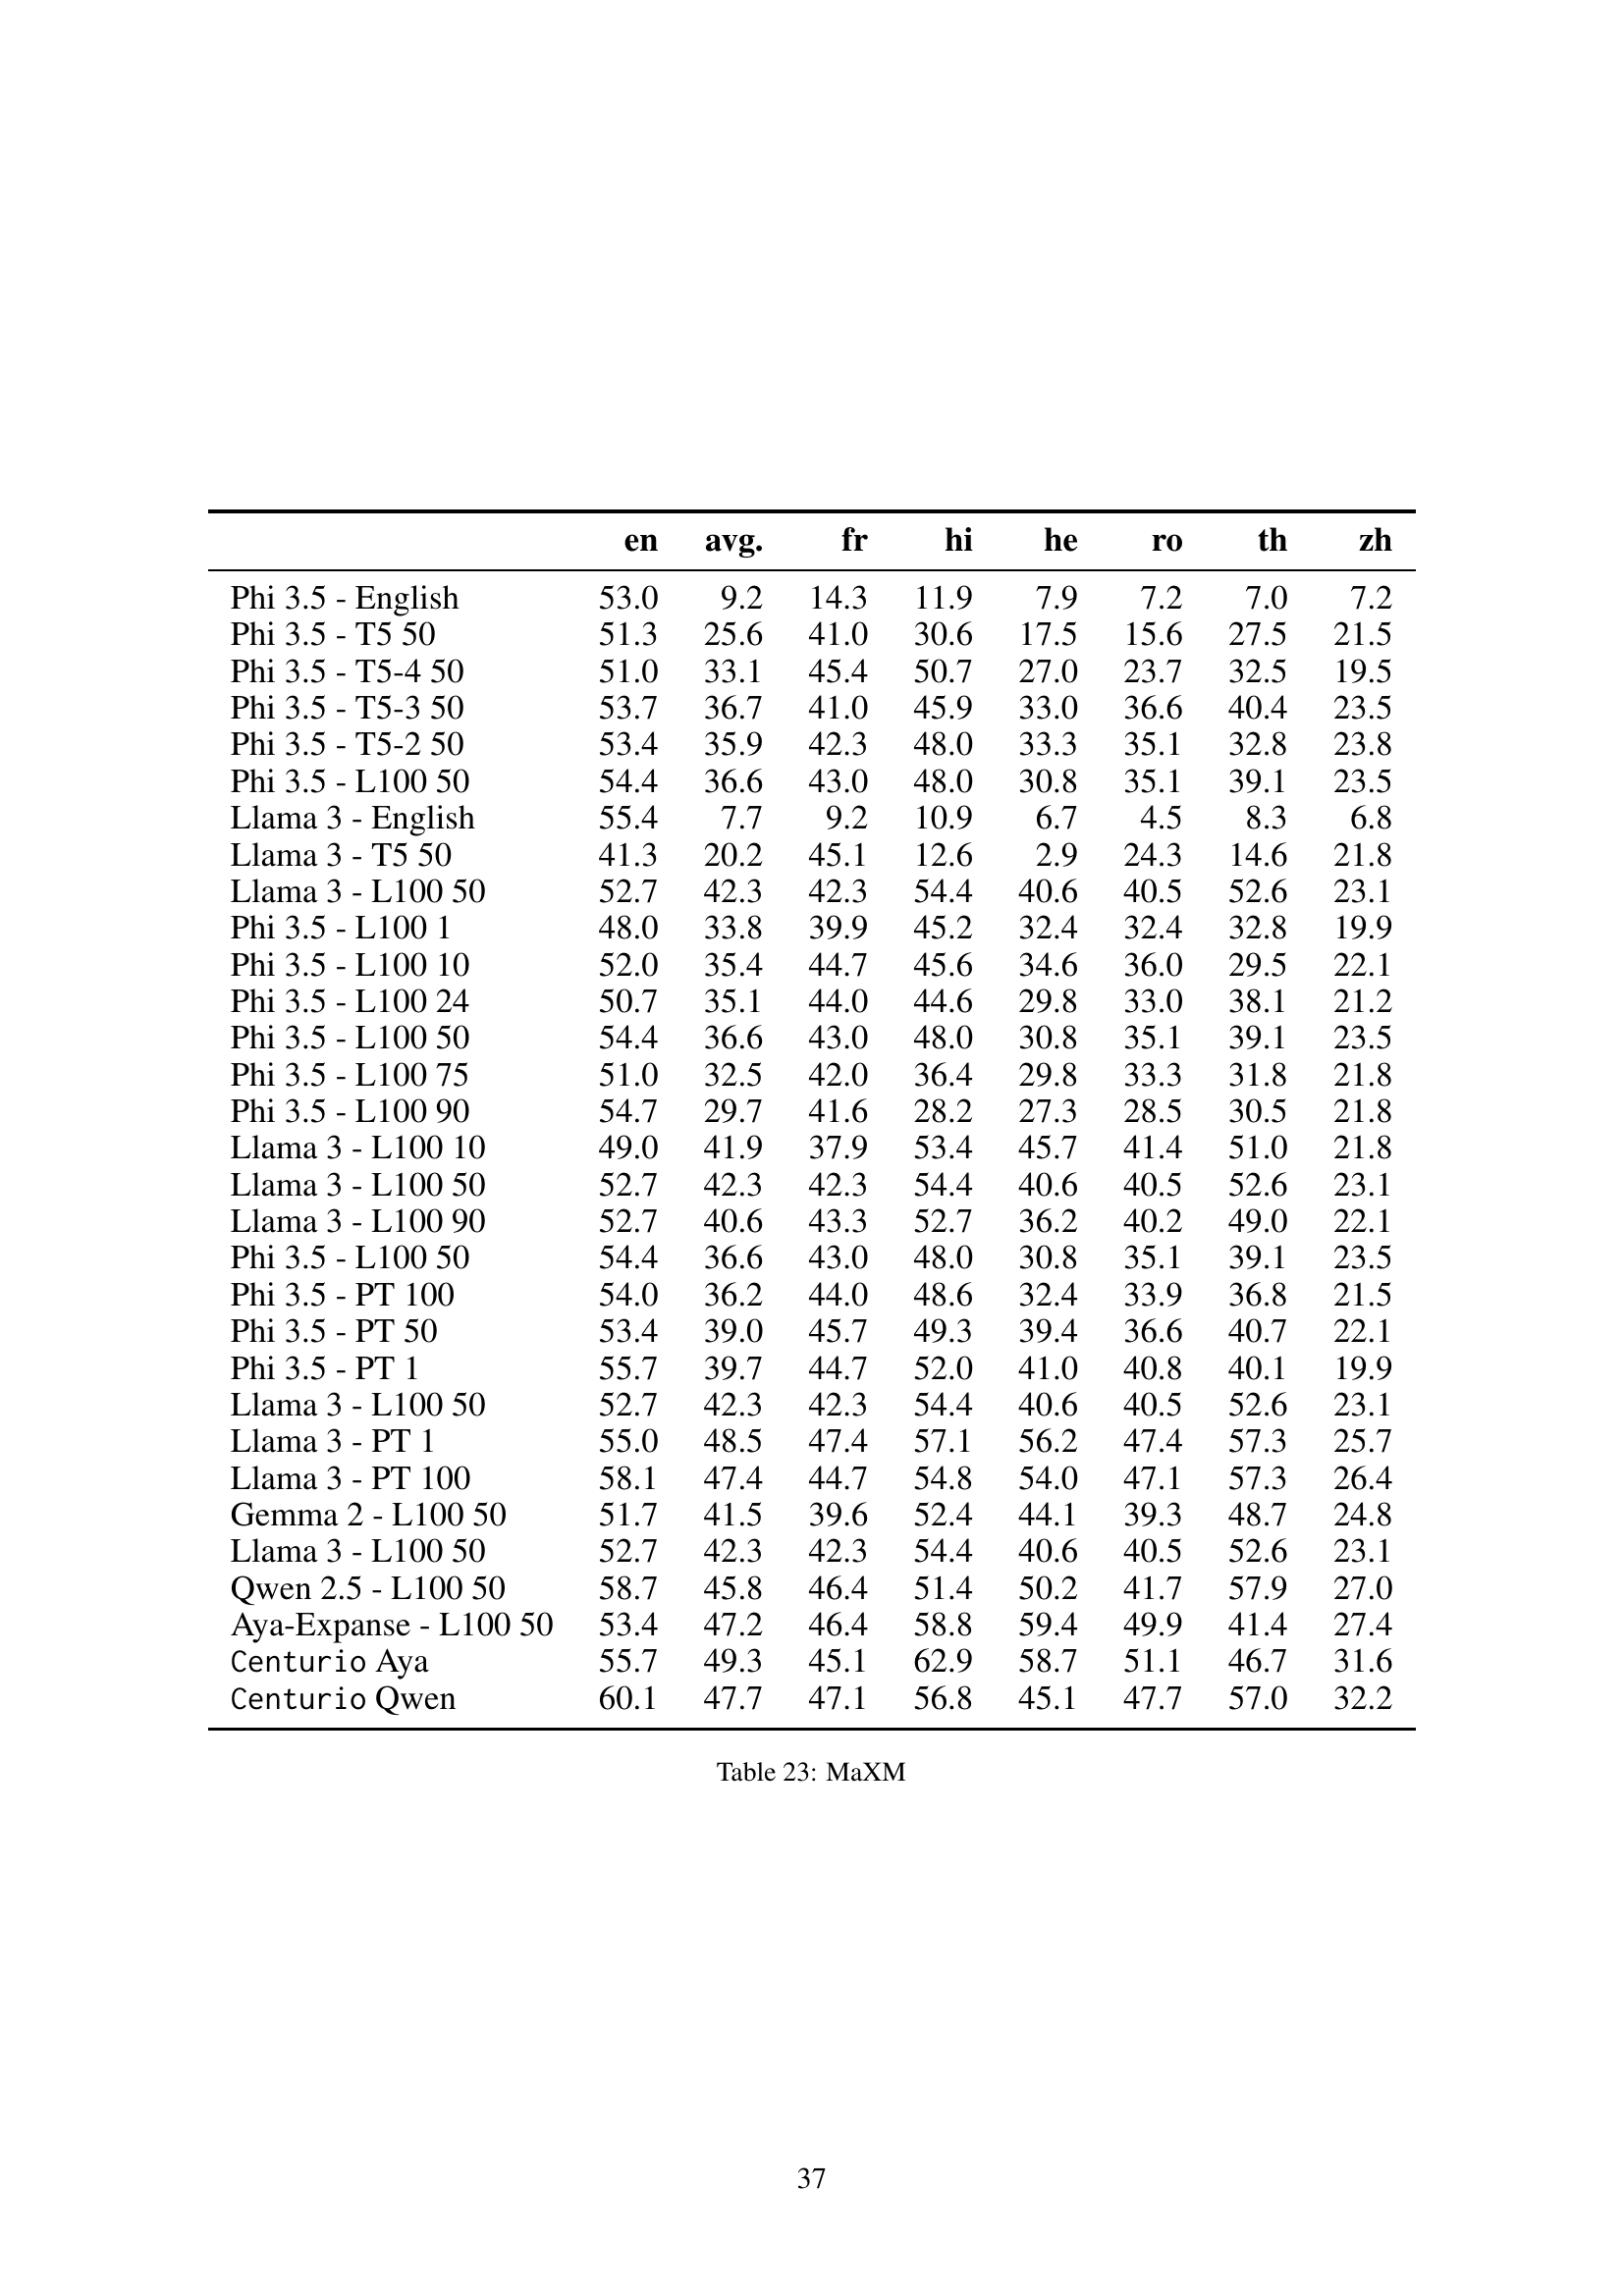 en avg. fr hi he ro th zh
Phi 3.5 - English 53.0 9.2 14.3 11.9 7.9 7.2 7.0 7.2
Phi 3.5 - T5 50 51.3 25.6 41.0 30.6 17.5 15.6 27.5 21.5
Phi 3.5 - T5-4 50 51.0 33.1 45.4 50.7 27.0 23.7 32.5 19.5
Phi 3.5 - T5-3 50 53.7 36.7 41.0 45.9 33.0 36.6 40.4 23.5
Phi 3.5 - T5-2 50 53.4 35.9 42.3 48.0 33.3 35.1 32.8 23.8
Phi 3.5 - L100 50 54.4 36.6 43.0 48.0 30.8 35.1 39.1 23.5
Llama 3 - English 55.4 7.7 9.2 10.9 6.7 4.5 8.3 6.8
Llama 3 - T5 50 41.3 20.2 45.1 12.6 2.9 24.3 14.6 21.8
Llama 3 - L100 50 52.7 42.3 42.3 54.4 40.6 40.5 52.6 23.1
Phi 3.5 - L100 1 48.0 33.8 39.9 45.2 32.4 32.4 32.8 19.9
Phi 3.5 - L100 10 52.0 35.4 44.7 45.6 34.6 36.0 29.5 22.1
Phi 3.5 - L100 24 50.7 35.1 44.0 44.6 29.8 33.0 38.1 21.2
Phi 3.5 - L100 50 54.4 36.6 43.0 48.0 30.8 35.1 39.1 23.5
Phi 3.5 - L100 75 51.0 32.5 42.0 36.4 29.8 33.3 31.8 21.8
Phi 3.5 - L100 90 54.7 29.7 41.6 28.2 27.3 28.5 30.5 21.8
Llama 3 - L100 10 49.0 41.9 37.9 53.4 45.7 41.4 51.0 21.8
Llama 3 - L100 50 52.7 42.3 42.3 54.4 40.6 40.5 52.6 23.1
Llama 3 - L100 90 52.7 40.6 43.3 52.7 36.2 40.2 49.0 22.1
Phi 3.5 - L100 50 54.4 36.6 43.0 48.0 30.8 35.1 39.1 23.5
Phi 3.5 - PT 100 54.0 36.2 44.0 48.6 32.4 33.9 36.8 21.5
Phi 3.5 - PT 50 53.4 39.0 45.7 49.3 39.4 36.6 40.7 22.1
Phi 3.5 - PT 1 55.7 39.7 44.7 52.0 41.0 40.8 40.1 19.9
Llama 3 - L100 50 52.7 42.3 42.3 54.4 40.6 40.5 52.6 23.1
Llama 3 - PT 1 55.0 48.5 47.4 57.1 56.2 47.4 57.3 25.7
Llama 3 - PT 100 58.1 47.4 44.7 54.8 54.0 47.1 57.3 26.4
Gemma 2 - L100 50 51.7 41.5 39.6 52.4 44.1 39.3 48.7 24.8
Llama 3 - L100 50 52.7 42.3 42.3 54.4 40.6 40.5 52.6 23.1
Qwen 2.5 - L100 50 58.7 45.8 46.4 51.4 50.2 41.7 57.9 27.0
Aya-Expanse - L100 50 53.4 47.2 46.4 58.8 59.4 49.9 41.4 27.4
Centurio Aya 55.7 49.3 45.1 62.9 58.7 51.1 46.7 31.6
Centurio Qwen 60.1 47.7 47.1 56.8 45.1 47.7 57.0 32.2
Table 23: MaXM
37